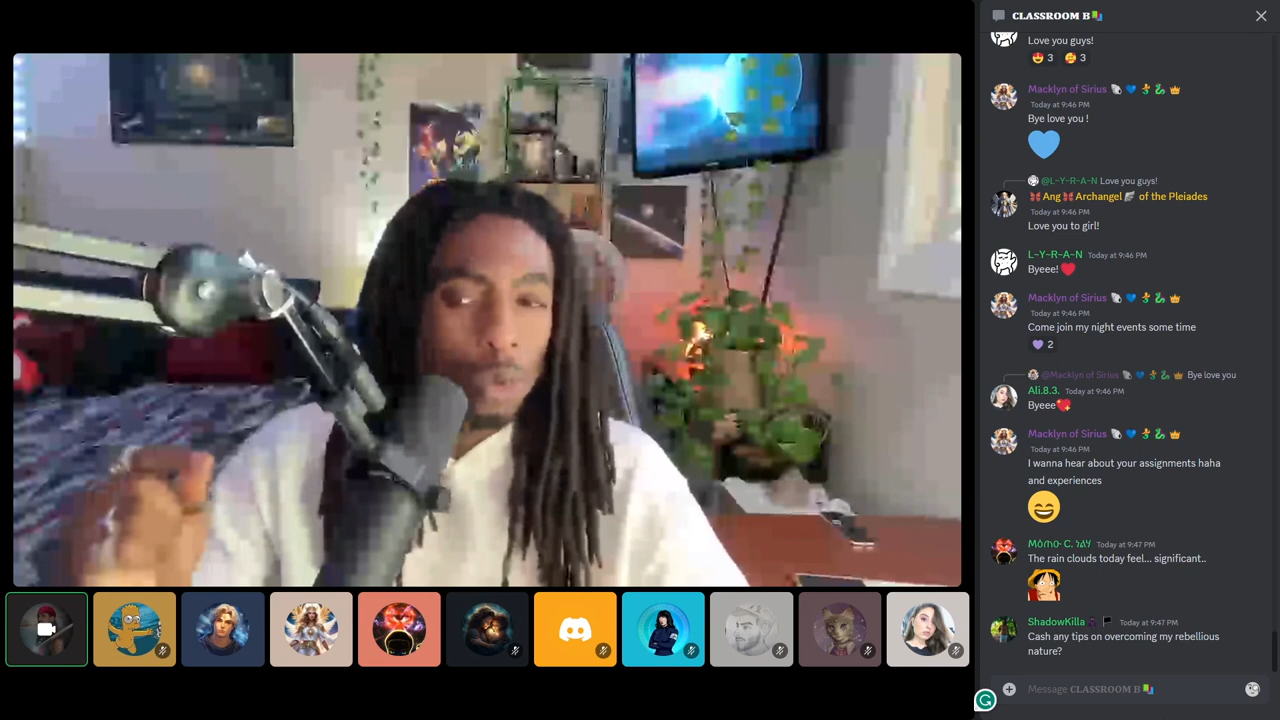 CLASSROOM B
Love you guys!
3 3
Macklyn of Sirius
Today at 9:46 PM
Bye love you !
@L~Y~R~A~N Love you guys!
Ang Archangel of the Pleiades
Today at 9:46 PM
Love you to girl!
L~Y~R~A~N Today at 9:46 PM
Byeee!
Macklyn of Sirius
Today at 9:46 PM
Come join my night events some time
2
@Macklyn of Sirius Bye love you
Ali.8.3. Today at 9:46 PM
Byeee
Macklyn of Sirius
Today at 9:46 PM
I wanna hear about your assignments haha
and experiences
Today at 9:47 PM
The rain clouds today feel... significant..
ShadowKilla Today at 9:47 PM
Cash any tips on overcoming my rebellious
nature?
Message CLASSROOM B